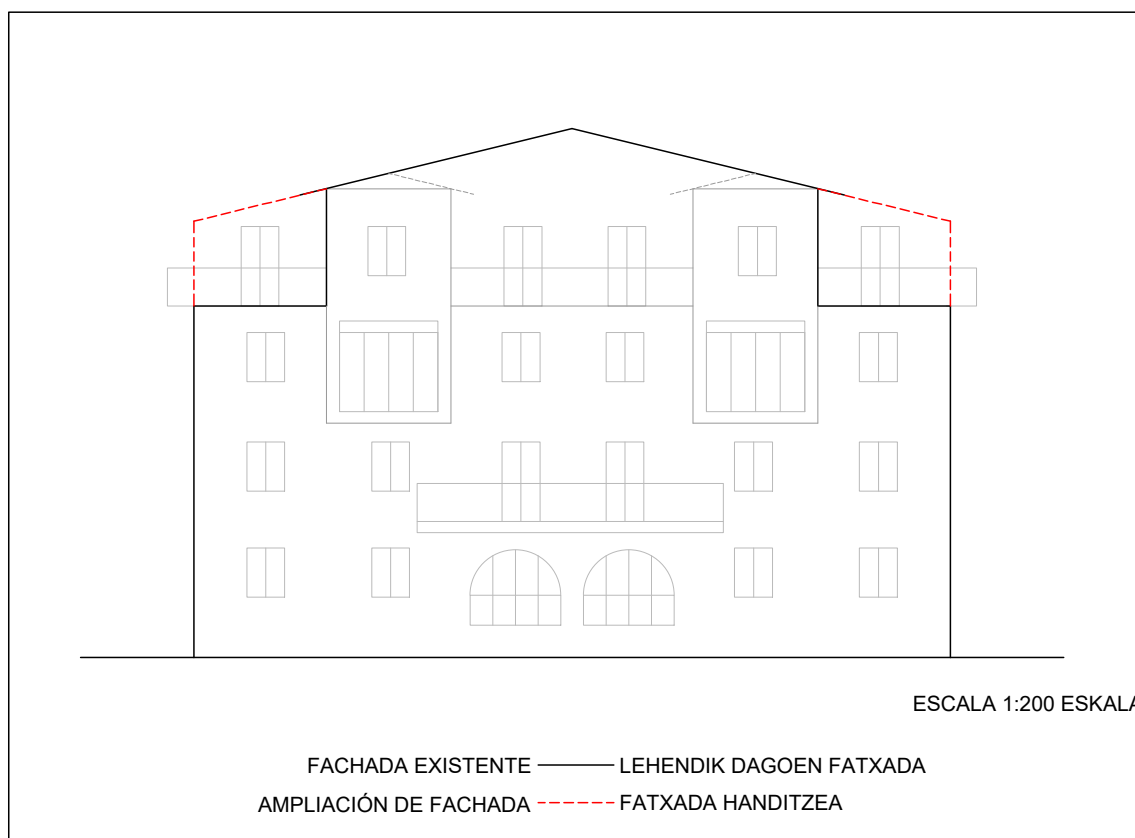 ESCALA 1:200 ESKALA
FACHADA EXISTENTE LEHENDIK DAGOEN FATXADA
AMPLIACIÓN DE FACHADA FATXADA HANDITZEA